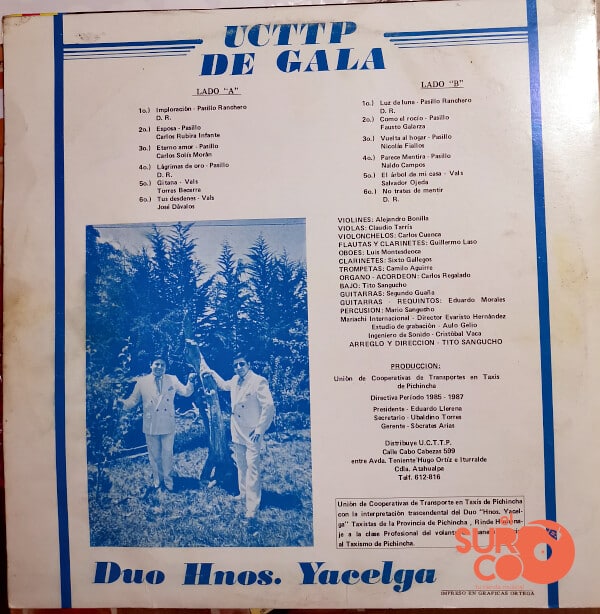 UCTTP
DE GALA
LADO "A"
1o.) Imploración - Pasillo Ranchero
D. R.
2o.) Esposa - Pasillo
Carlos Rubira Infante
3o.) Eterno amor - Pasillo
Carlos Solís Morán
4o.) Lágrimas de oro - Pasillo
D. R.
5o.) Gitana - Vals
Torres Becerra
6o.) Tus desdenes - Vals
José Dávalos
LADO "B"
1o.) Luz de luna - Pasillo Ranchero
D. R.
2o.) Como el rocío - Pasillo
Fausto Galarza
3o.) Vuelta al hogar - Pasillo
Nicolás Fiallos
4o.) Parece Mentira - Pasillo
Naldo Campos
5o.) El árbol de mi casa - Vals
Salvador Ojeda
6o.) No trates de mentir
D. R.
VIOLINES: Alejandro Bonilla
VIOLAS: Claudio Tarris
VIOLONCHELOS: Carlos Cuenca
FLAUTAS Y CLARINETES: Guillermo Laso
OBOES: Luis Montesdeoca
CLARINETES: Sixto Gallegos
TROMPETAS: Camilo Aguirre
ORGANO - ACORDEON: Carlos Regalado
BAJO: Tito Sangucho
GUITARRAS: Segundo Guaña
GUITARRAS - REQUINTOS: Eduardo Morales
PERCUSION: Mario Sangucho
Mariachi Internacional - Director Evaristo Hernández
Estudio de grabación - Aulo Gelio
Ingeniero de Sonido - Cristóbal Vaca
ARREGLO Y DIRECCION - TITO SANGUCHO
PRODUCCION:
Unión de Cooperativas de Transportes en Taxis
de Pichincha
Directiva Período 1985 - 1987
Presidenta - Eduardo Llerena
Secretario - Ubaldino Torres
Gerente - Sócrates Arias
Distribuye U.C.T.T.P.
Calle Cabo Cabezas 599
entre Avda. Teniente Hugo Ortíz e Iturralde
Cdla. Atahualpa
Telf. 612-816
Unión de Cooperativas de Transporte en Taxis de Pichincha
con la interpretación trascendental del Duo "Hnos. Yacel-
ga" Taxistas de la Provincia de Pichincha, Rinde Homena-
je a la clase Profesional del volante
al Taxismo de Pichincha.
el
SURCO
Duo Hnos. Yacelga
IMPRESO EN GRAFICAS ORTEGA